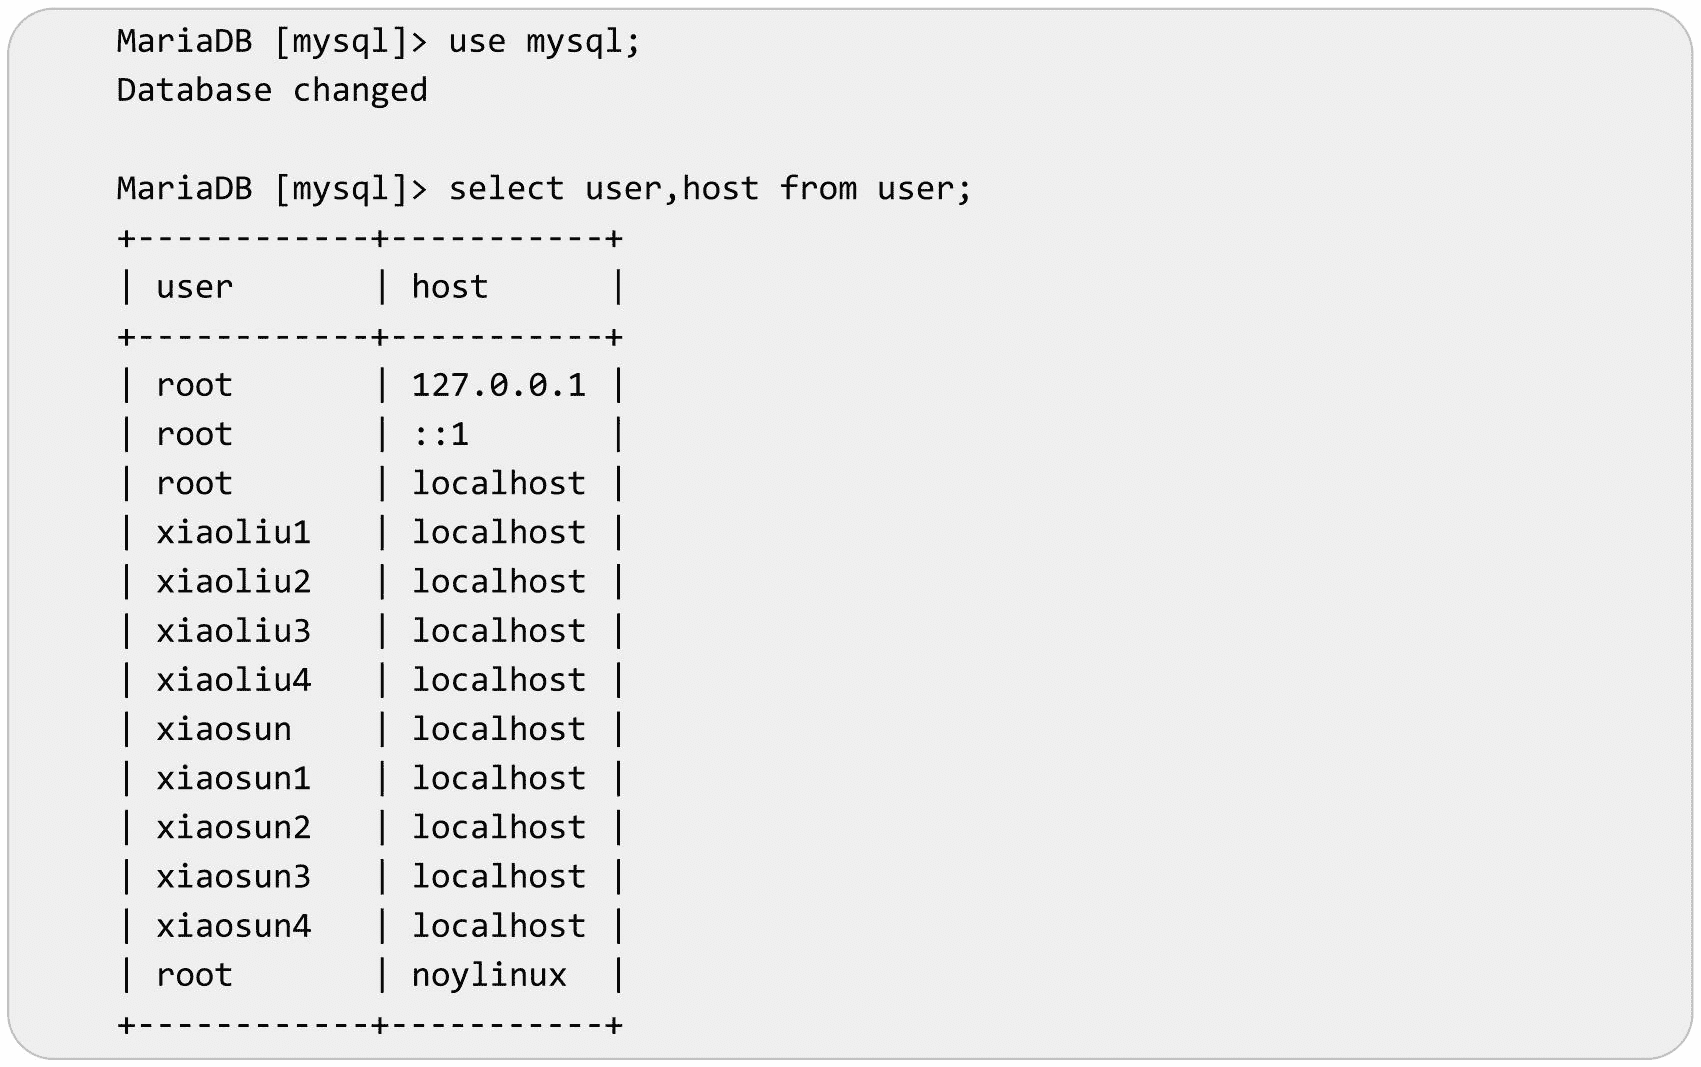 MariaDB [mysql]> use mysql;
Database changed
MariaDB [mysql]> select user,host from user;
+------------+-----------+
| user       | host      |
+------------+-----------+
| root       | 127.0.0.1 |
| root       | ::1       |
| root       | localhost |
| xiaoliu1   | localhost |
| xiaoliu2   | localhost |
| xiaoliu3   | localhost |
| xiaoliu4   | localhost |
| xiaosun    | localhost |
| xiaosun1   | localhost |
| xiaosun2   | localhost |
| xiaosun3   | localhost |
| xiaosun4   | localhost |
| root       | noylinux  |
+------------+-----------+